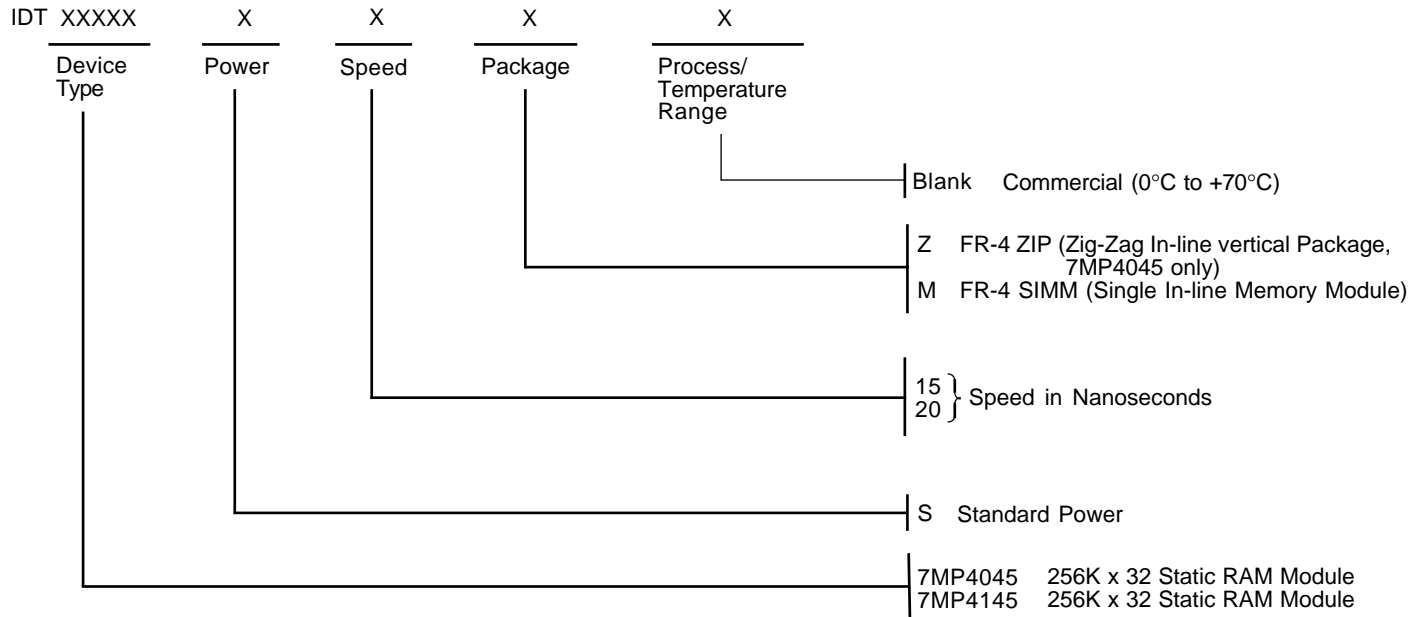 IDT XXXXX X X X X
Device Type Power Speed Package Process/ Temperature Range
Blank Commercial (0°C to +70°C)
Z FR-4 ZIP (Zig-Zag In-line vertical Package,
7MP4045 only)
M FR-4 SIMM (Single In-line Memory Module)
15
20 } Speed in Nanoseconds
S Standard Power
7MP4045 256K x 32 Static RAM Module
7MP4145 256K x 32 Static RAM Module